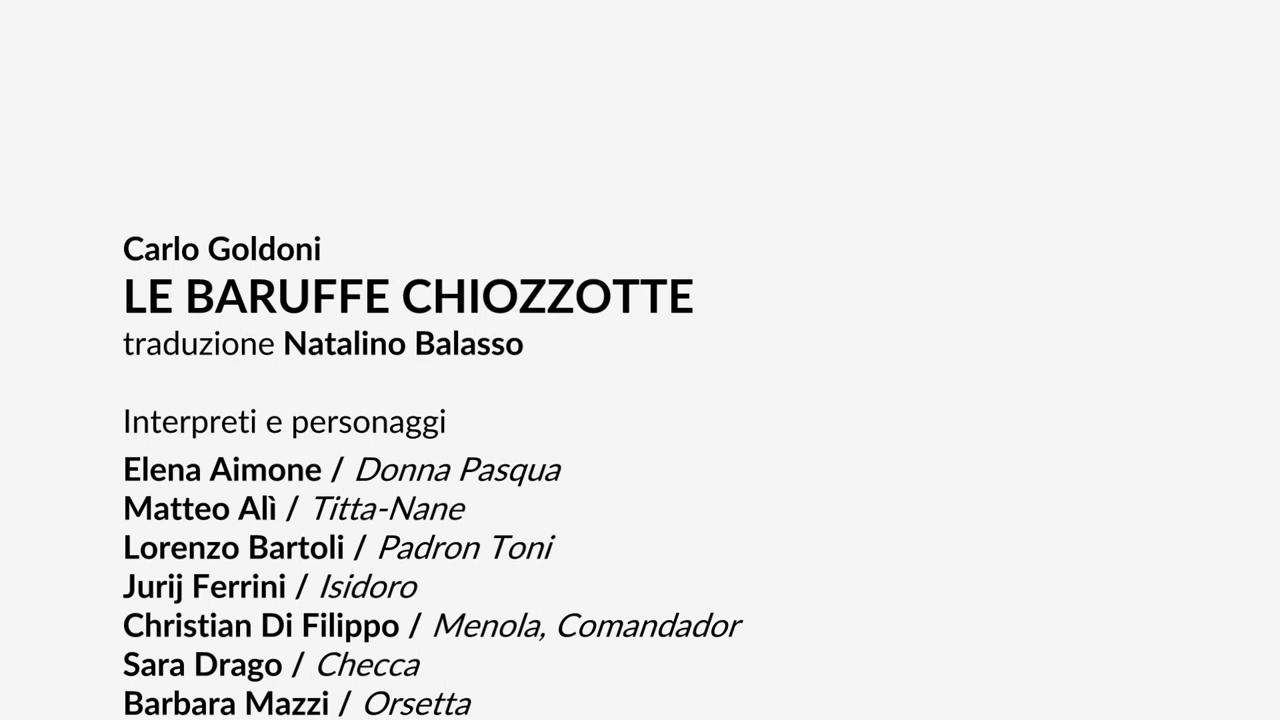 Carlo Goldoni
LE BARUFFE CHIOZZOTTE
traduzione Natalino Balasso
Interpreti e personaggi
Elena Aimone / Donna Pasqua
Matteo Alì / Titta-Nane
Lorenzo Bartoli / Padron Toni
Jurij Ferrini / Isidoro
Christian Di Filippo / Menola, Comandador
Sara Drago / Checca
Barbara Mazzi / Orsetta